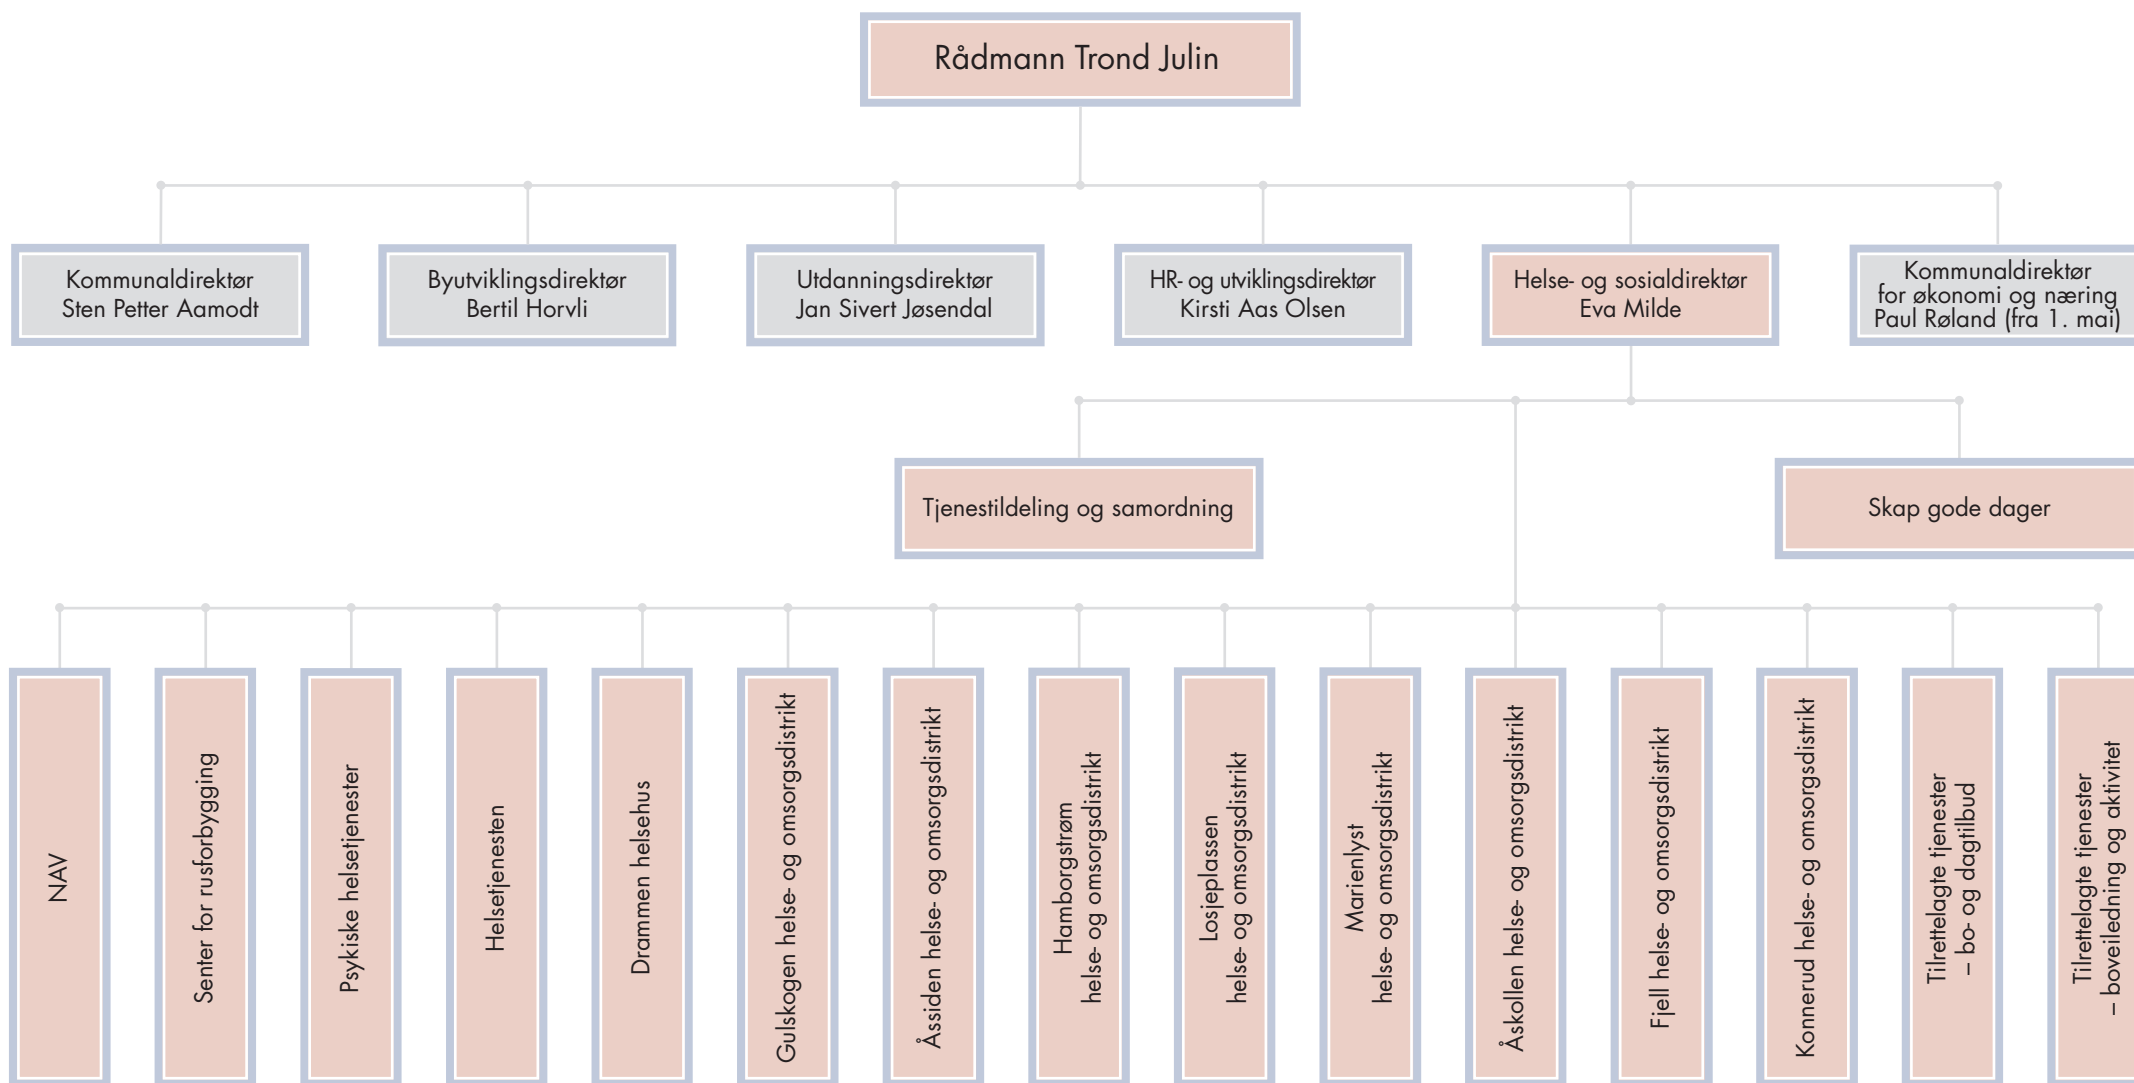 Rådmann Trond Julin
Kommunaldirektør
Sten Petter Aamodt
Byutviklingsdirektør
Bertil Horvli
Utdanningsdirektør
Jan Sivert Jøsendal
HR- og utviklingsdirektør
Kirsti Aas Olsen
Helse- og sosialdirektør
Eva Milde
Kommunaldirektør
for økonomi og næring
Paul Røland (fra 1. mai)
Tjenestildeling og samordning
Skap gode dager
NAV
Senter for rusforbygging
Psykiske helsetjenester
Helsetjenesten
Drammen helsehus
Gulskogen helse- og omsorgsdistrikt
Åssiden helse- og omsorgsdistrikt
Hamborgstrøm
helse- og omsorgsdistrikt
Losjeplassen
helse- og omsorgsdistrikt
Marienlyst
helse- og omsorgsdistrikt
Åskollen helse- og omsorgsdistrikt
Fjell helse- og omsorgsdistrikt
Konnerud helse- og omsorgsdistrikt
Tilrettelagte tjenester
– bo- og dagtilbud
Tilrettelagte tjenester
– boveiledning og aktivitet